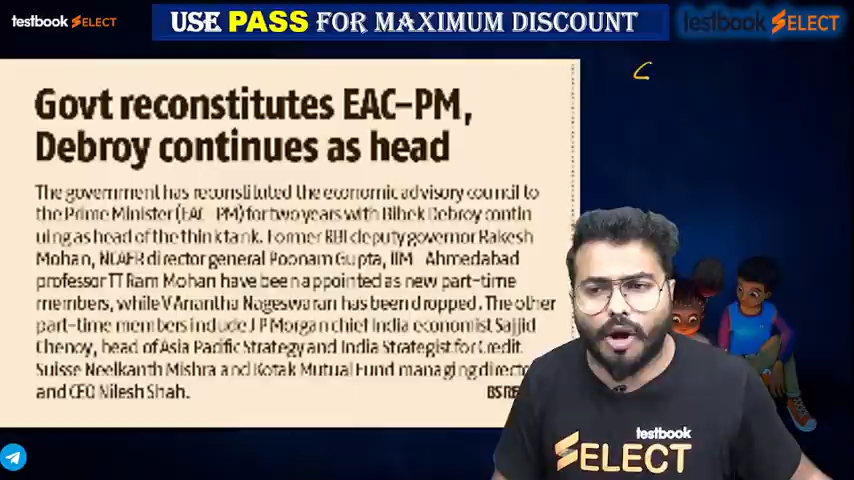 testbook SELECT
USE PASS FOR MAXIMUM DISCOUNT
testbook SELECT
Govt reconstitutes EAC-PM,
Debroy continues as head
The government has reconstituted the economic advisory council to
the Prime Minister (EAC-PM) for two years with Bibek Debroy contin
uing as head of the think tank. Former RBI deputy governor Rakesh
Mohan, NCAER director general Poonam Gupta, IIM-Ahmedabad
professor TT Ram Mohan have been appointed as new part-time
members, while V Anantha Nageswaran has been dropped. The other
part-time members include J P Morgan chief India economist Sajjid
Chenoy, head of Asia Pacific Strategy and India Strategist for Credit
Suisse Neelkanth Mishra and Kotak Mutual Fund managing directo
and CEO Nilesh Shah.
BS RE
testbook
SELECT